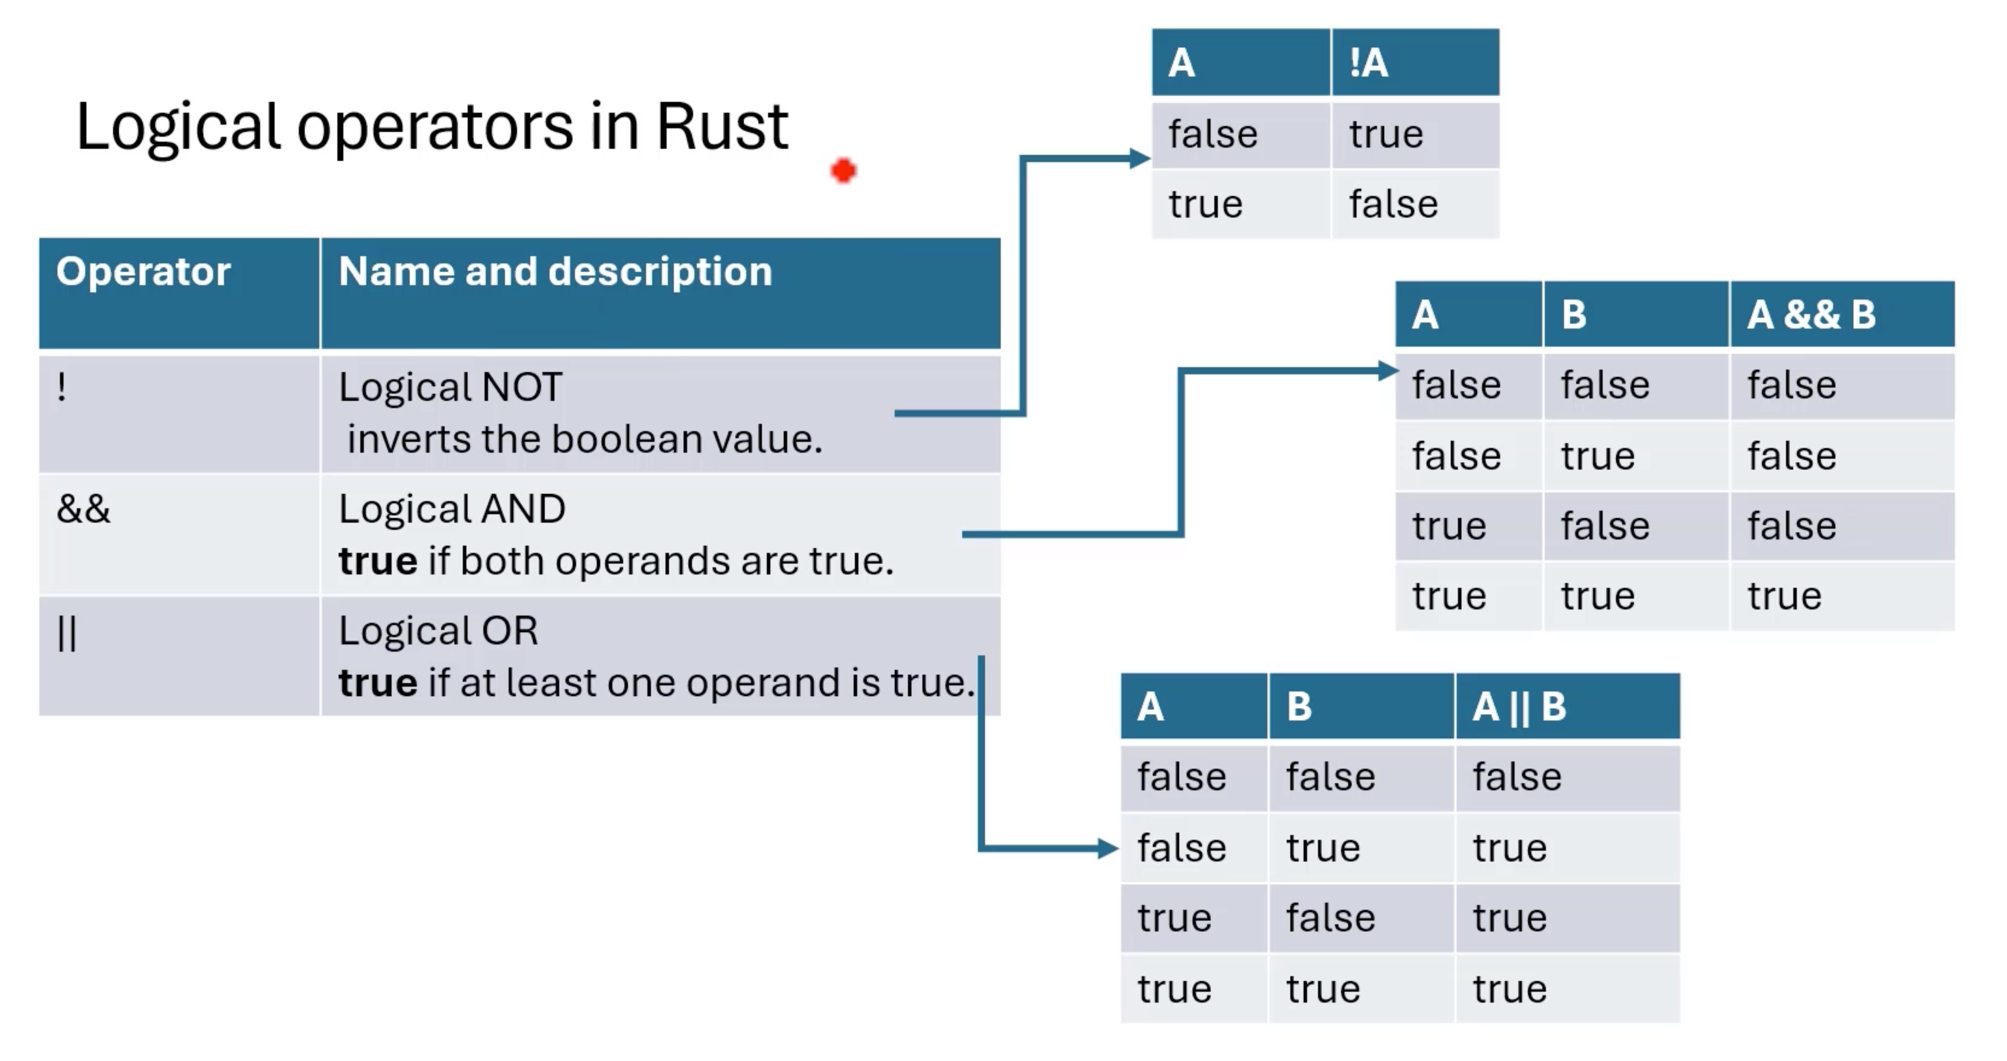 Logical operators in Rust
Operator Name and description
! Logical NOT
inverts the boolean value.
&& Logical AND
true if both operands are true.
|| Logical OR
true if at least one operand is true.
A !A
false true
true false
A B A && B
false false false
false true false
true false false
true true true
A B A || B
false false false
false true true
true false true
true true true